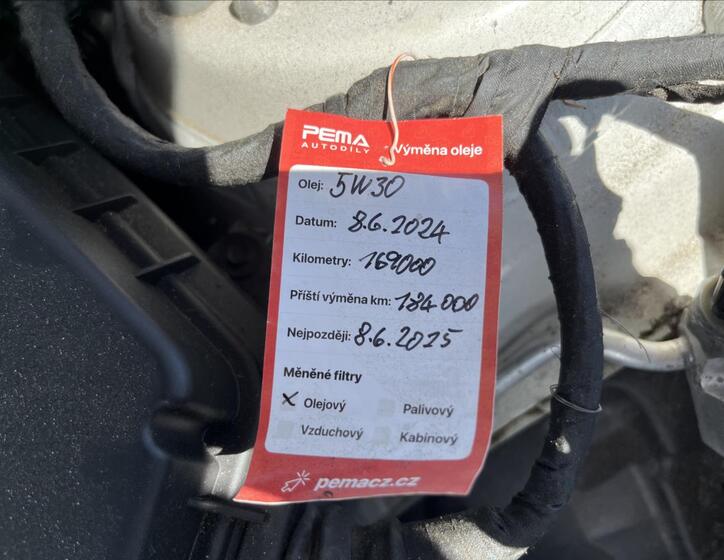 PEMA
AUTODÍLY
Výměna oleje
Olej: 5W30
Datum: 8.6.2024
Kilometry: 169000
Příští výměna km: 184 000
Nejpozději: 8.6.2025
Měněné filtry
x Olejový Palivový
Vzduchový Kabinový
pemacz.cz